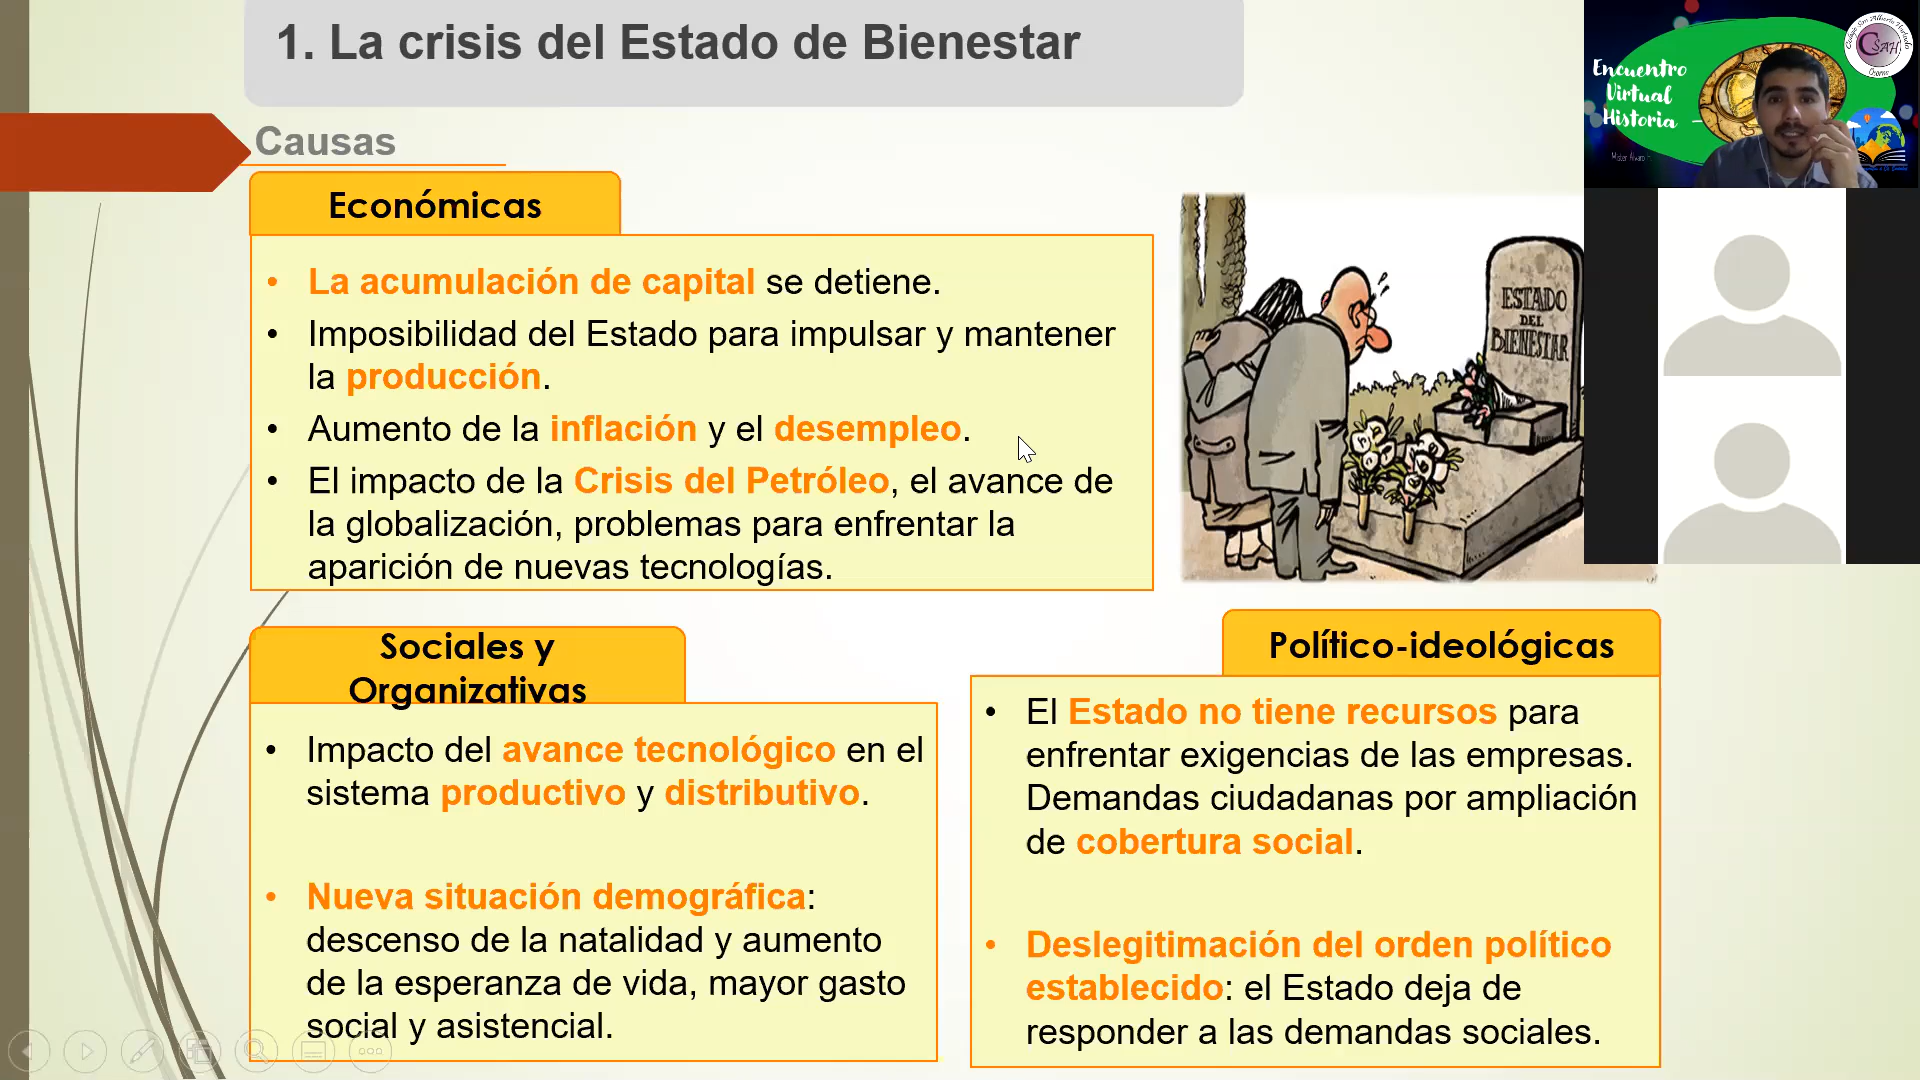 1. La crisis del Estado de Bienestar
Causas
Económicas
• La acumulación de capital se detiene.
• Imposibilidad del Estado para impulsar y mantener
la producción.
• Aumento de la inflación y el desempleo.
• El impacto de la Crisis del Petróleo, el avance de
la globalización, problemas para enfrentar la
aparición de nuevas tecnologías.
ESTADO
DEL
BIENESTAR
Sociales y
Organizativas
• Impacto del avance tecnológico en el
sistema productivo y distributivo.
• Nueva situación demográfica:
descenso de la natalidad y aumento
de la esperanza de vida, mayor gasto
social y asistencial.
Político-ideológicas
• El Estado no tiene recursos para
enfrentar exigencias de las empresas.
Demandas ciudadanas por ampliación
de cobertura social.
• Deslegitimación del orden político
establecido: el Estado deja de
responder a las demandas sociales.
Encuentro
Virtual
Historia
CSAH